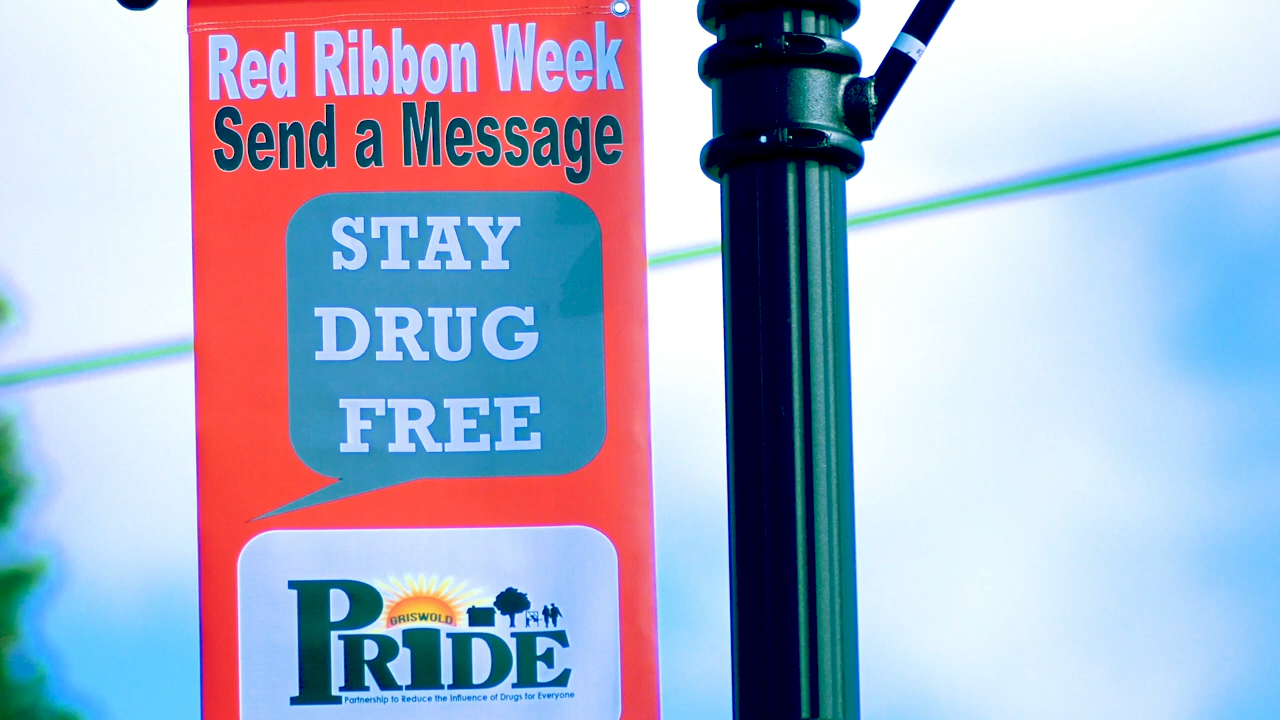 Red Ribbon Week
Send a Message
STAY
DRUG
FREE
GRISWOLD
PRIDE
Partnership to Reduce the Influence of Drugs for Everyone